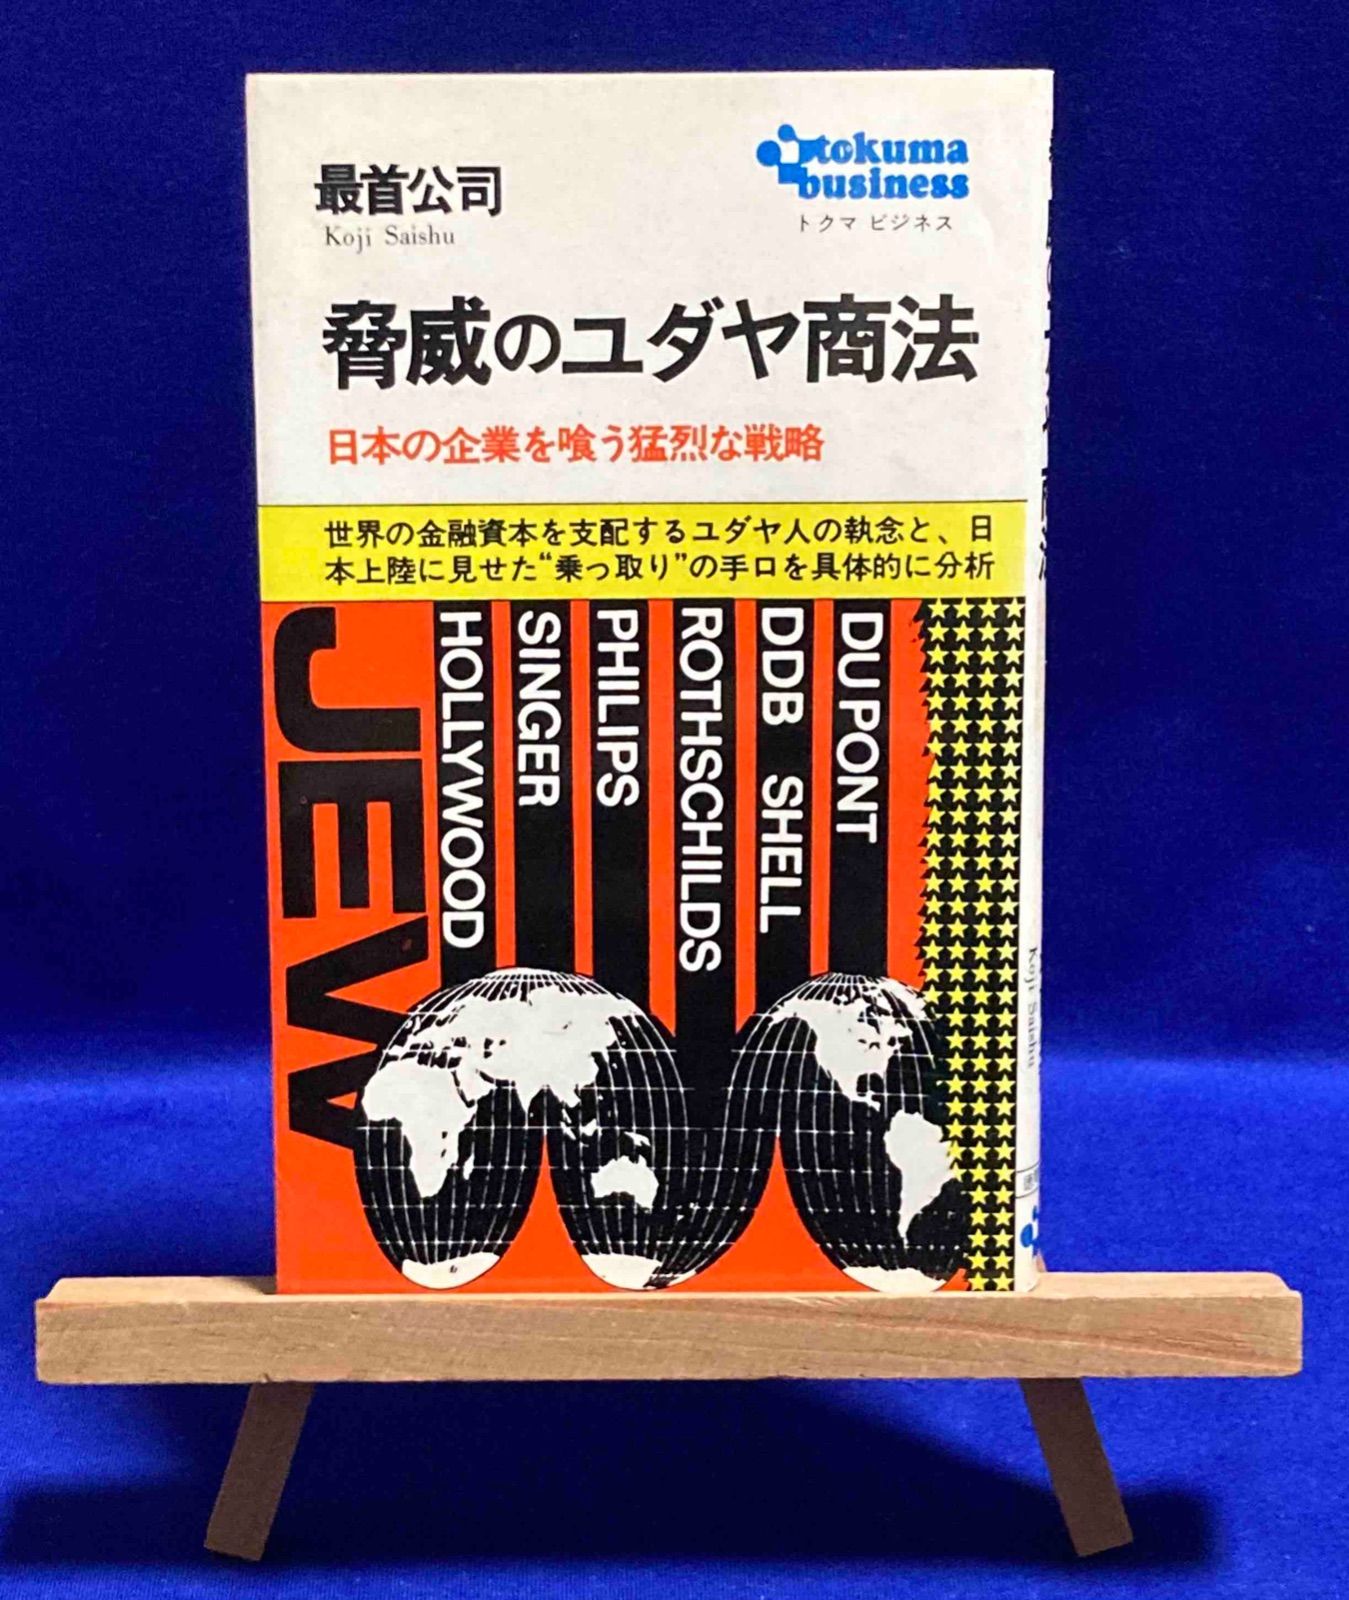 最首公司
Koji Saishu
tokuma
business
トクマ ビジネス
脅威のユダヤ商法
日本の企業を喰う猛烈な戦略
世界の金融資本を支配するユダヤ人の執念と、日
本上陸に見せた“乗っ取り”の手口を具体的に分析
JEW
HOLLYWOOD
SINGER
PHILIPS
ROTHSCHILDS
DDB SHELL
DU PONT
Koji Saishu